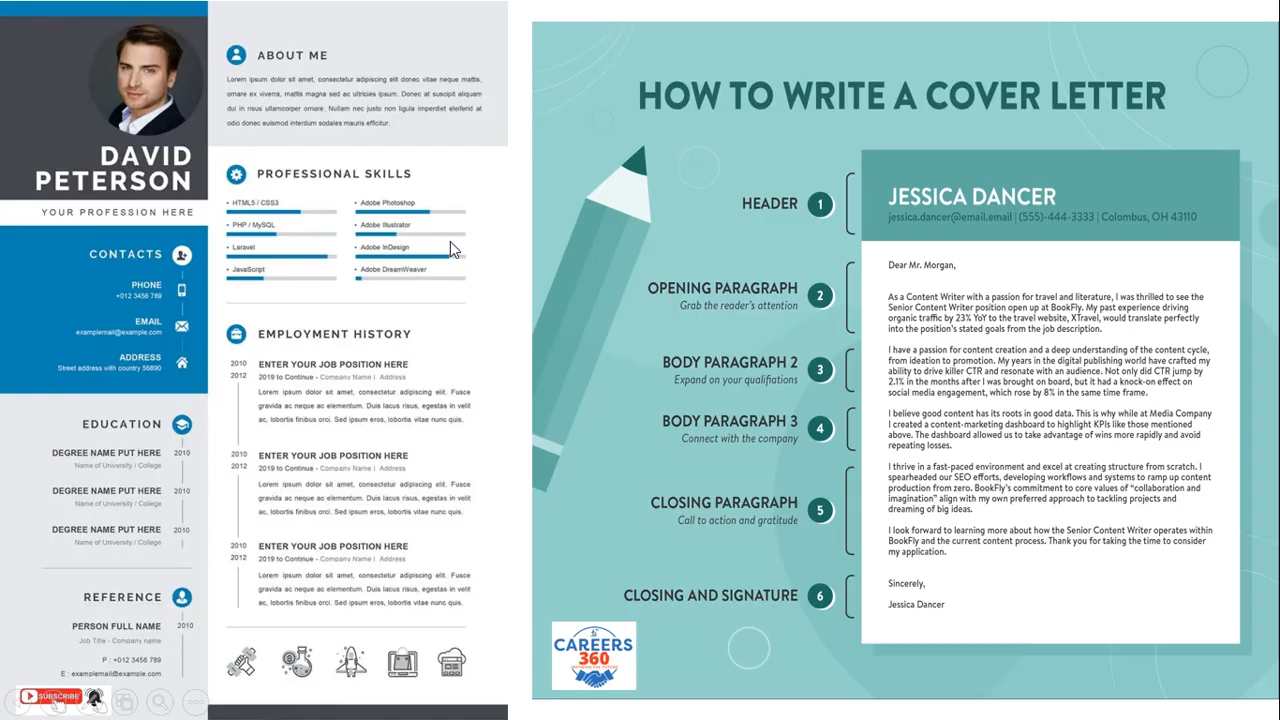 DAVID
PETERSON
YOUR PROFESSION HERE
CONTACTS
PHONE
+012 3456 789
EMAIL
examplemail@example.com
ADDRESS
Street address with country 56890
EDUCATION
DEGREE NAME PUT HERE 2010
Name of University / College
DEGREE NAME PUT HERE 2010
Name of University / College
DEGREE NAME PUT HERE 2010
Name of University / College
REFERENCE
PERSON FULL NAME 2010
Job Title - Company name
P : +012 3456 789
E : examplemail@example.com
SUBSCRIBE
ABOUT ME
Lorem ipsum dolor sit amet, consectetur adipiscing elit donec vitae neque mattis,
ornare ex viverra, mattis magna sed ac ultricies ipsum. Donec at suscipit aliquam
dui in risus ullamcorper ornare. Nullam nec justo non ligula imperdiet eleifend at
odio donec euismod interdum sodales mauris efficitur.
PROFESSIONAL SKILLS
• HTML5 / CSS3
• PHP / MySQL
• Laravel
• JavaScript
• Adobe Photoshop
• Adobe Illustrator
• Adobe InDesign
• Adobe DreamWeaver
EMPLOYMENT HISTORY
2010 ENTER YOUR JOB POSITION HERE
2012 2019 to Continue - Company Name | Address
Lorem ipsum dolor sit amet, consectetur adipiscing elit. Fusce
gravida ac neque ac elementum. Duis lacus risus, egestas in velit
ac, lobortis finibus orci. Sed ipsum eros, lobortis vitae nunc quis.
2010 ENTER YOUR JOB POSITION HERE
2012 2019 to Continue - Company Name | Address
Lorem ipsum dolor sit amet, consectetur adipiscing elit. Fusce
gravida ac neque ac elementum. Duis lacus risus, egestas in velit
ac, lobortis finibus orci. Sed ipsum eros, lobortis vitae nunc quis.
2010 ENTER YOUR JOB POSITION HERE
2012 2019 to Continue - Company Name | Address
Lorem ipsum dolor sit amet, consectetur adipiscing elit. Fusce
gravida ac neque ac elementum. Duis lacus risus, egestas in velit
ac, lobortis finibus orci. Sed ipsum eros, lobortis vitae nunc quis.
HOW TO WRITE A COVER LETTER
HEADER 1
OPENING PARAGRAPH 2
Grab the reader's attention
BODY PARAGRAPH 2 3
Expand on your qualifiations
BODY PARAGRAPH 3 4
Connect with the company
CLOSING PARAGRAPH 5
Call to action and gratitude
CLOSING AND SIGNATURE 6
CAREERS
360
INSPIRING THE FUTURE
JESSICA DANCER
jessica.dancer@email.email | (555)-444-3333 | Colombus, OH 43110
Dear Mr. Morgan,
As a Content Writer with a passion for travel and literature, I was thrilled to see the
Senior Content Writer position open up at BookFly. My past experience driving
organic traffic by 23% YoY to the travel website, XTravel, would translate perfectly
into the position's stated goals from the job description.
I have a passion for content creation and a deep understanding of the content cycle,
from ideation to promotion. My years in the digital publishing world have crafted my
ability to drive killer CTR and resonate with an audience. Not only did CTR jump by
2.1% in the months after I was brought on board, but it had a knock-on effect on
social media engagement, which rose by 8% in the same time frame.
I believe good content has its roots in good data. This is why while at Media Company
I created a content-marketing dashboard to highlight KPIs like those mentioned
above. The dashboard allowed us to take advantage of wins more rapidly and avoid
repeating losses.
I thrive in a fast-paced environment and excel at creating structure from scratch. I
spearheaded our SEO efforts, developing workflows and systems to ramp up content
production from zero. BookFly's commitment to core values of "collaboration and
imagination" align with my own preferred approach to tackling projects and
dreaming of big ideas.
I look forward to learning more about how the Senior Content Writer operates within
BookFly and the current content process. Thank you for taking the time to consider
my application.
Sincerely,
Jessica Dancer